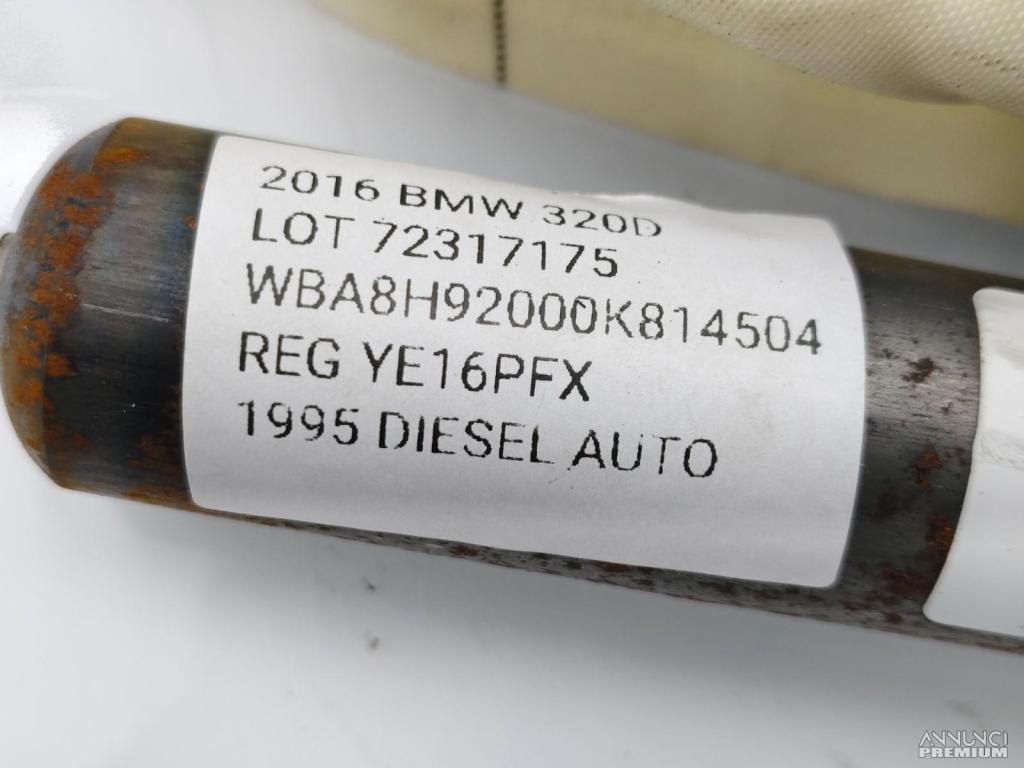 2016 BMW 320D
LOT 72317175
WBA8H92000K814504
REG YE16PFX
1995 DIESEL AUTO
ANNUNCI
PREMIUM